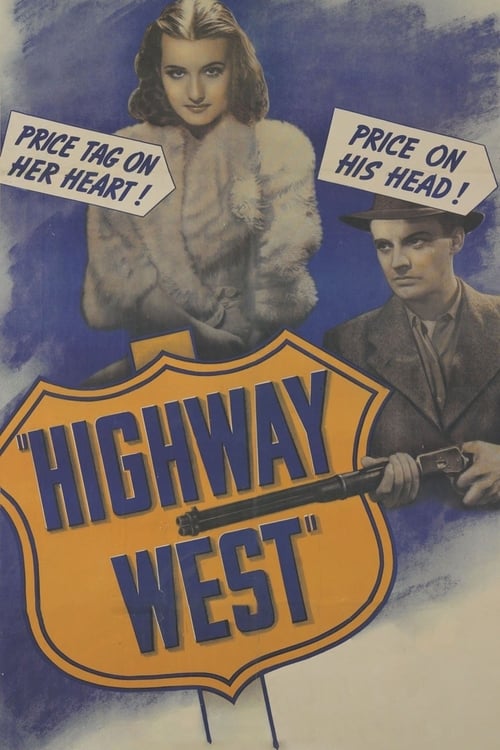 PRICE TAG ON
HER HEART!
PRICE ON
HIS HEAD!
"HIGHWAY
WEST"